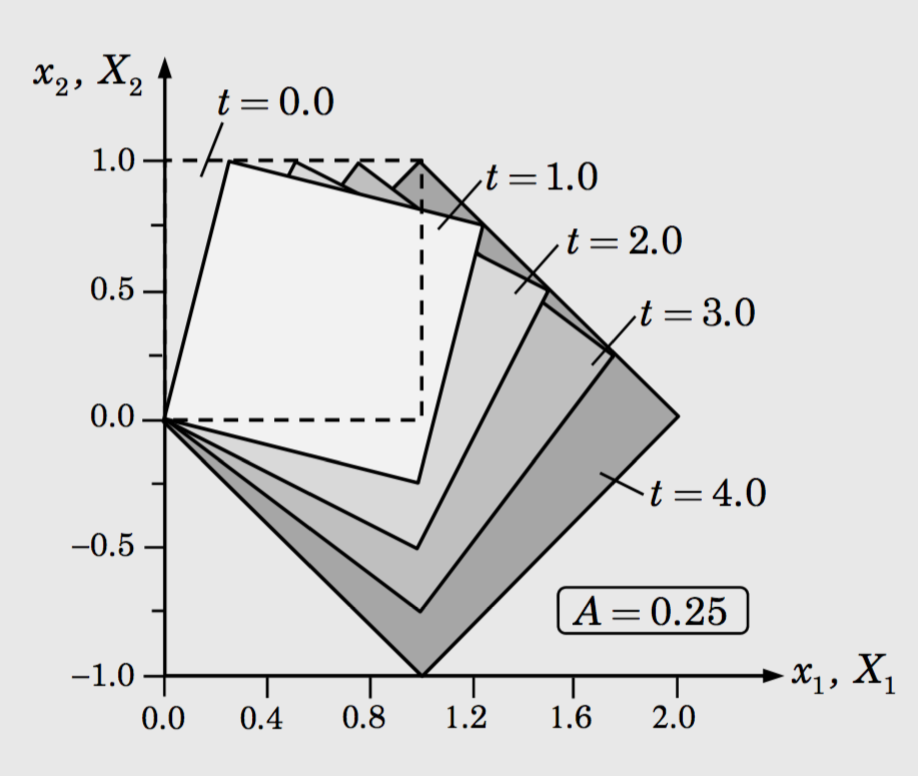 x₂, X₂
t = 0.0
1.0
t = 1.0
t = 2.0
0.5
t = 3.0
0.0
t = 4.0
−0.5
A = 0.25
−1.0
x₁, X₁
0.0 0.4 0.8 1.2 1.6 2.0